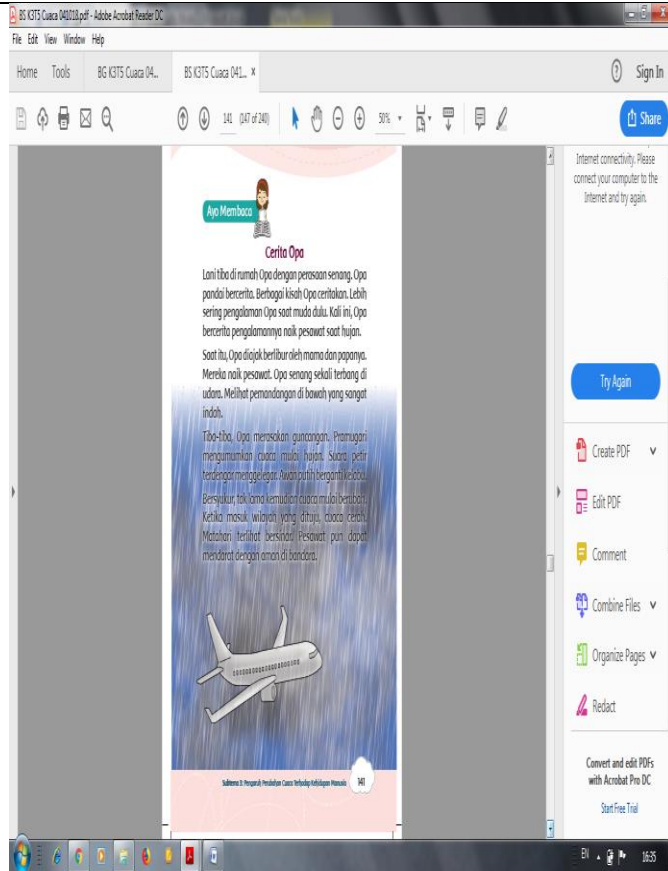 BS K3T5 Cuaca 041018.pdf - Adobe Acrobat Reader DC
File Edit View Window Help
Home Tools BG K3T5 Cuaca 04... BS K3T5 Cuaca 041... x
Sign In
141 (147 of 240)
50%
Share
Internet connectivity. Please
connect your computer to the
Internet and try again.
Try Again
Create PDF
Edit PDF
Comment
Combine Files
Organize Pages
Redact
Convert and edit PDFs
with Acrobat Pro DC
Start Free Trial
Ayo Membaca
Cerita Opa
Lani tiba di rumah Opa dengan perasaan senang. Opa
pandai bercerita. Berbagai kisah Opa ceritakan. Lebih
sering pengalaman Opa saat muda dulu. Kali ini, Opa
bercerita pengalamannya naik pesawat saat hujan.
Saat itu, Opa diajak berlibur oleh mama dan papanya.
Mereka naik pesawat. Opa senang sekali terbang di
udara. Melihat pemandangan di bawah yang sangat
indah.
Tiba-tiba, Opa merasakan guncangan. Pramugari
mengumumkan cuaca mulai hujan. Suara petir
terdengar menggelegar. Awan putih berganti kelabu.
Bersyukur, tak lama kemudian cuaca mulai berubah.
Ketika masuk wilayah yang dituju, cuaca cerah.
Matahari terlihat bersinar. Pesawat pun dapat
mendarat dengan aman di bandara.
Subtema 3: Pengaruh Perubahan Cuaca Terhadap Kehidupan Manusia
141
EN
16:35